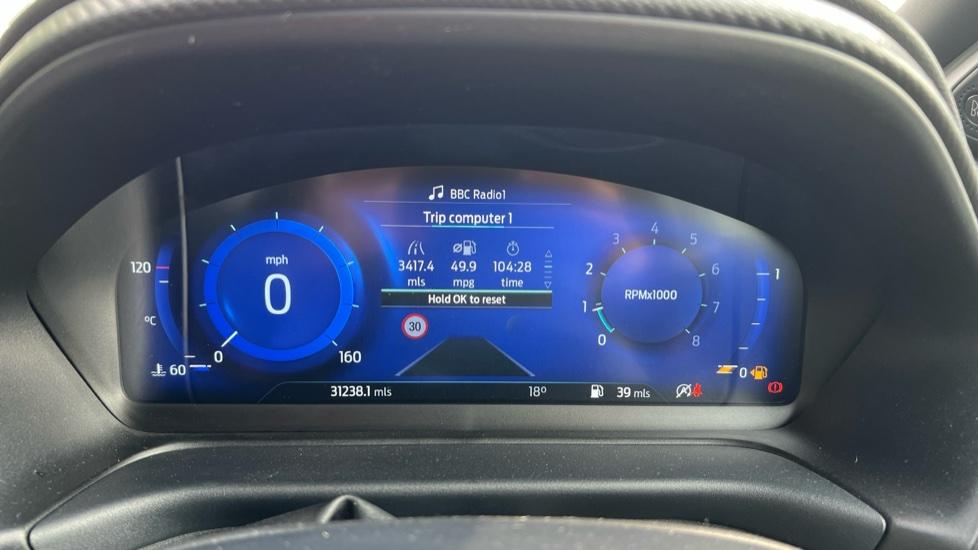 BBC Radio1
Trip computer 1
3417.4 49.9 104:28
mls mpg time
Hold OK to reset
120
°C
60
mph
0
0 160
30
0 1 2 3 4 5 6 7 8
RPMx1000
1
0
31238.1 mls 18° 39 mls